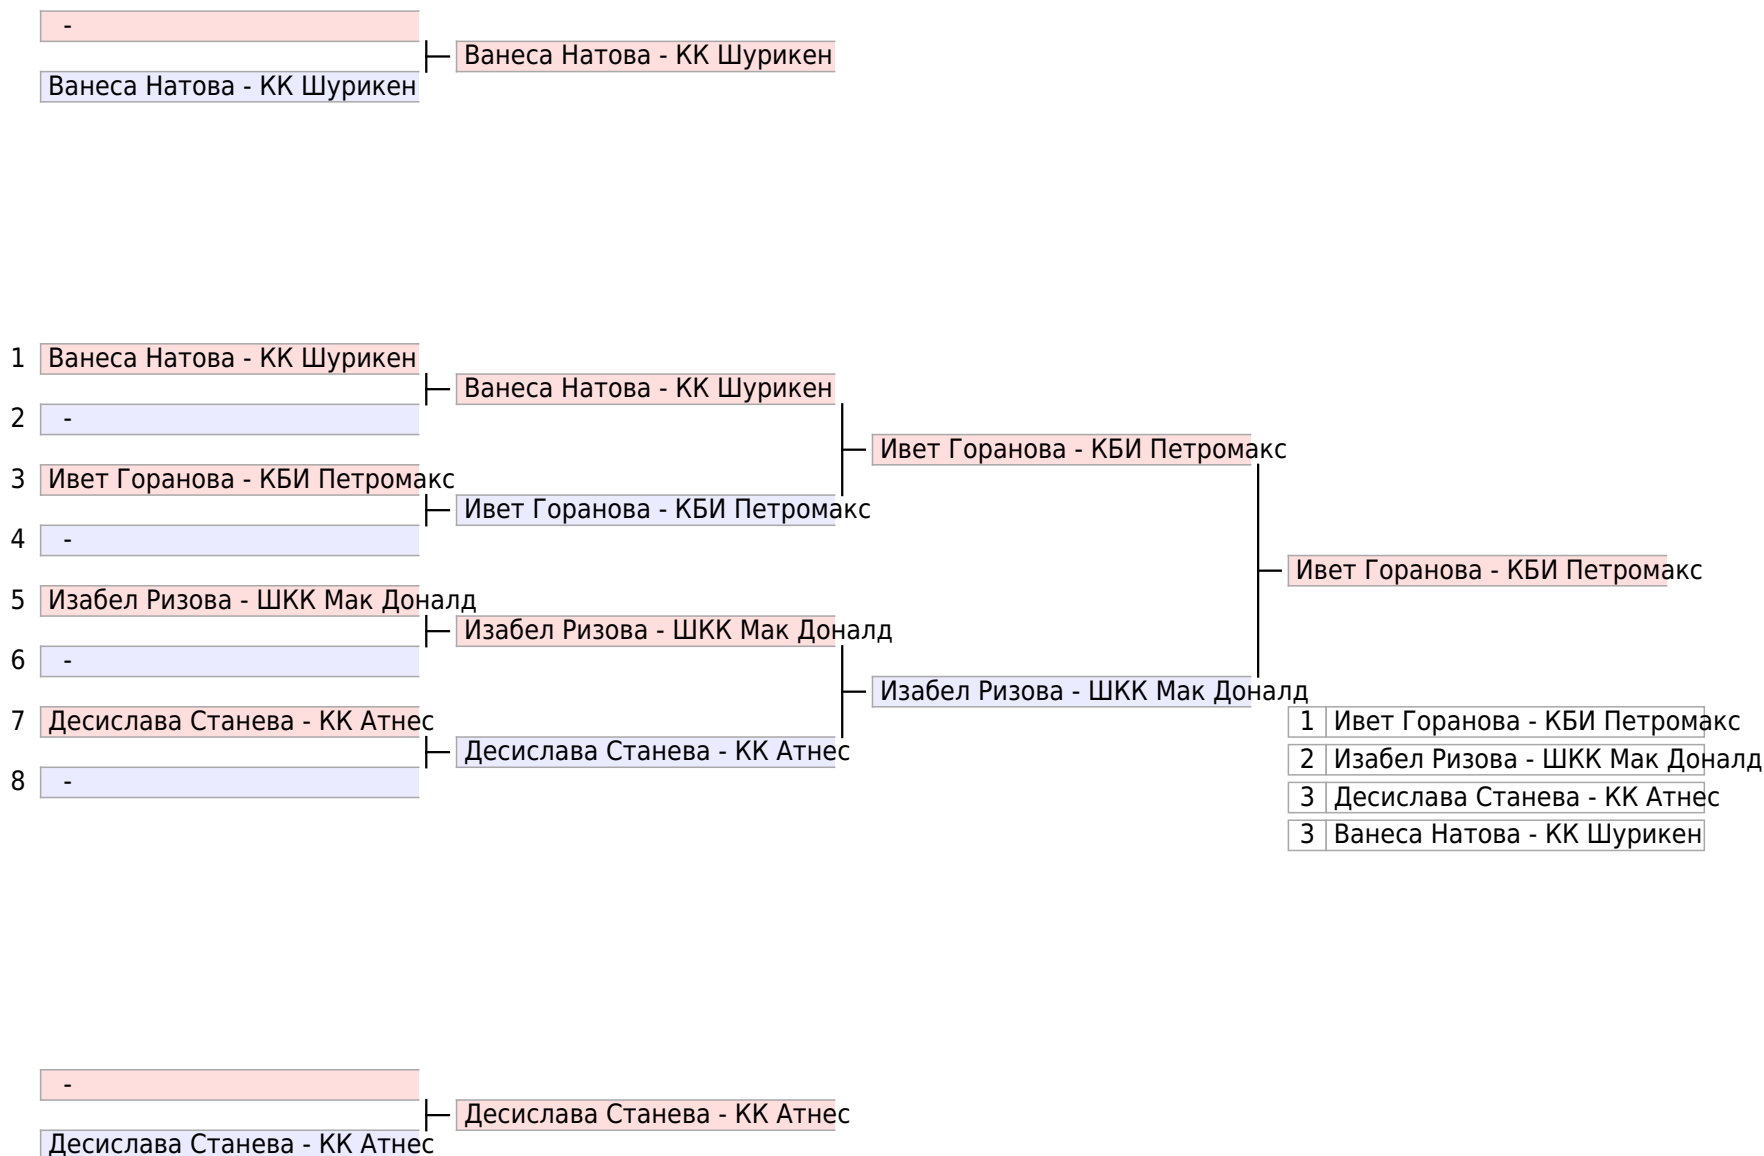 -
Ванеса Натова - КК Шурикен
Ванеса Натова - КК Шурикен
1 Ванеса Натова - КК Шурикен
Ванеса Натова - КК Шурикен
2 -
Ивет Горанова - КБИ Петромакс
3 Ивет Горанова - КБИ Петромакс
Ивет Горанова - КБИ Петромакс
4 -
Ивет Горанова - КБИ Петромакс
5 Изабел Ризова - ШКК Мак Доналд
Изабел Ризова - ШКК Мак Доналд
6 -
Изабел Ризова - ШКК Мак Доналд
7 Десислава Станева - КК Атнес
Десислава Станева - КК Атнес
8 -
1 Ивет Горанова - КБИ Петромакс
2 Изабел Ризова - ШКК Мак Доналд
3 Десислава Станева - КК Атнес
3 Ванеса Натова - КК Шурикен
-
Десислава Станева - КК Атнес
Десислава Станева - КК Атнес